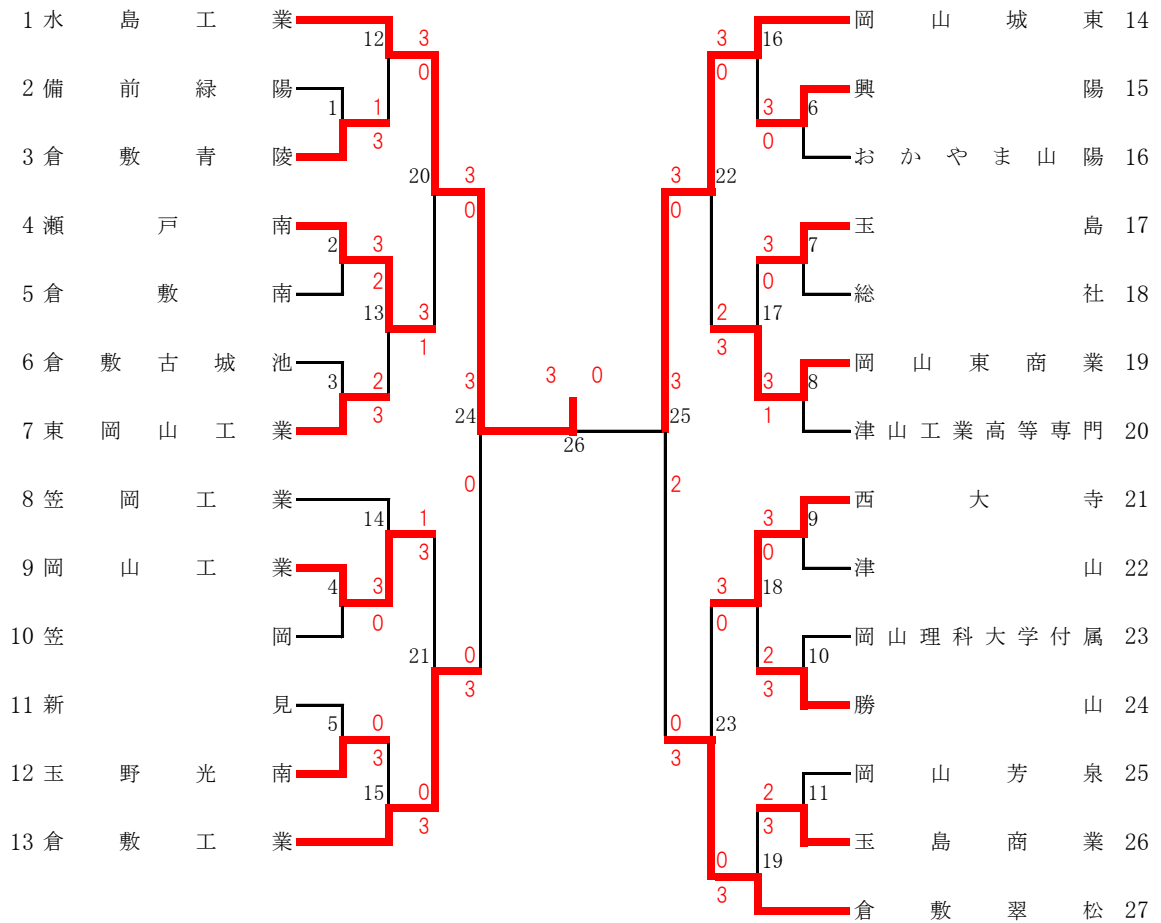 1 水島工業
2 備前緑陽
3 倉敷青陵
4 瀬戸南
5 倉敷南
6 倉敷古城池
7 東岡山工業
8 笠岡工業
9 岡山工業
10 笠岡
11 新見
12 玉野光南
13 倉敷工業
12
3
0
1
1
3
20
3
0
2
3
2
13
3
1
3
2
3
24
3
0
14
1
3
4
3
0
21
0
3
5
0
3
15
0
3
3 0
26
16
3
0
6
3
0
22
3
0
7
3
0
17
2
3
8
3
1
25
3
2
9
3
0
18
3
0
10
2
3
23
0
3
11
2
3
19
0
3
岡山城東 14
興陽 15
おかやま山陽 16
玉島 17
総社 18
岡山東商業 19
津山工業高等専門 20
西大寺 21
津山 22
岡山理科大学付属 23
勝山 24
岡山芳泉 25
玉島商業 26
倉敷翠松 27